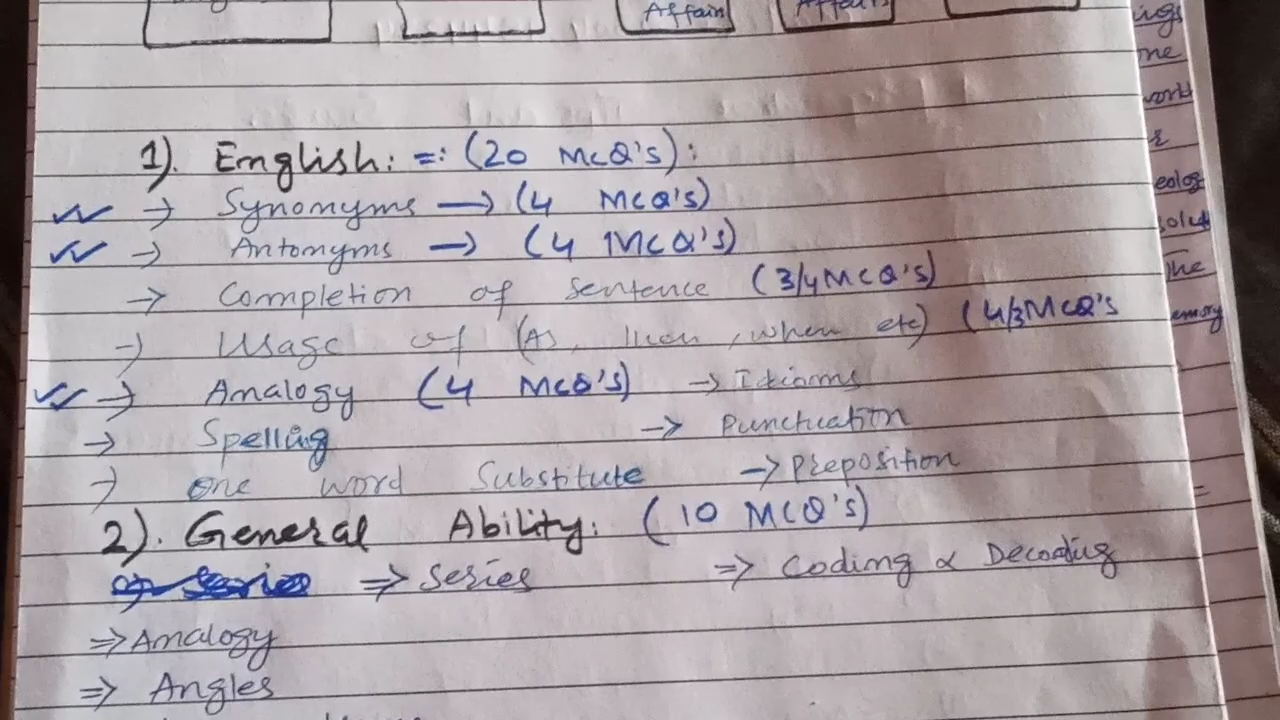 Affair
Affairs
1). English: =: (20 MCQ's):
→ Synonyms → (4 MCQ's)
→ Antonyms → (4 MCQ's)
→ Completion of Sentence (3/4 MCQ's)
→ Usage of (As, then, when etc) (4/3 MCQ's
→ Analogy (4 MCQ's) → Idioms
→ Spelling → Punctuation
→ One word Substitute → Preposition
2). General Ability: (10 MCQ's)
⇒ Series ⇒ Coding & Decoding
⇒ Analogy
⇒ Angles